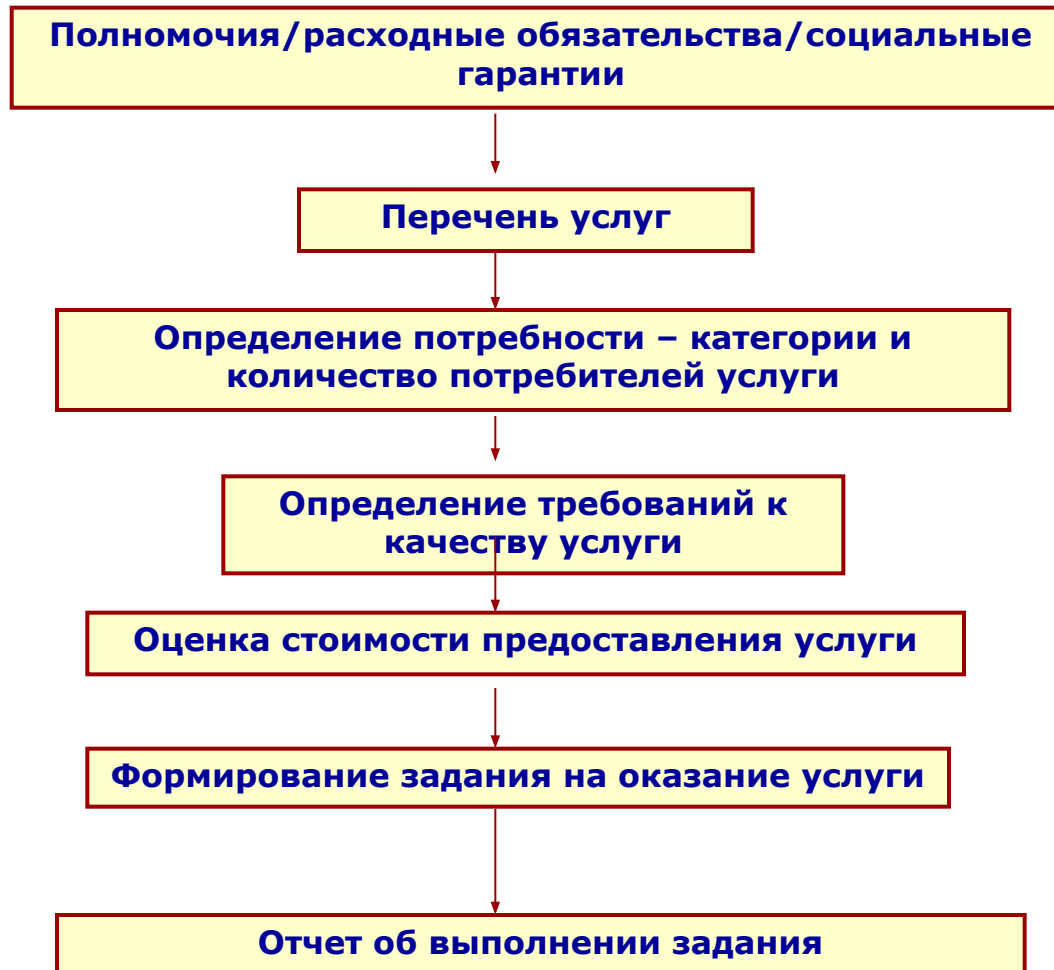 Полномочия/расходные обязательства/социальные
гарантии
Перечень услуг
Определение потребности – категории и
количество потребителей услуги
Определение требований к
качеству услуги
Оценка стоимости предоставления услуги
Формирование задания на оказание услуги
Отчет об выполнении задания